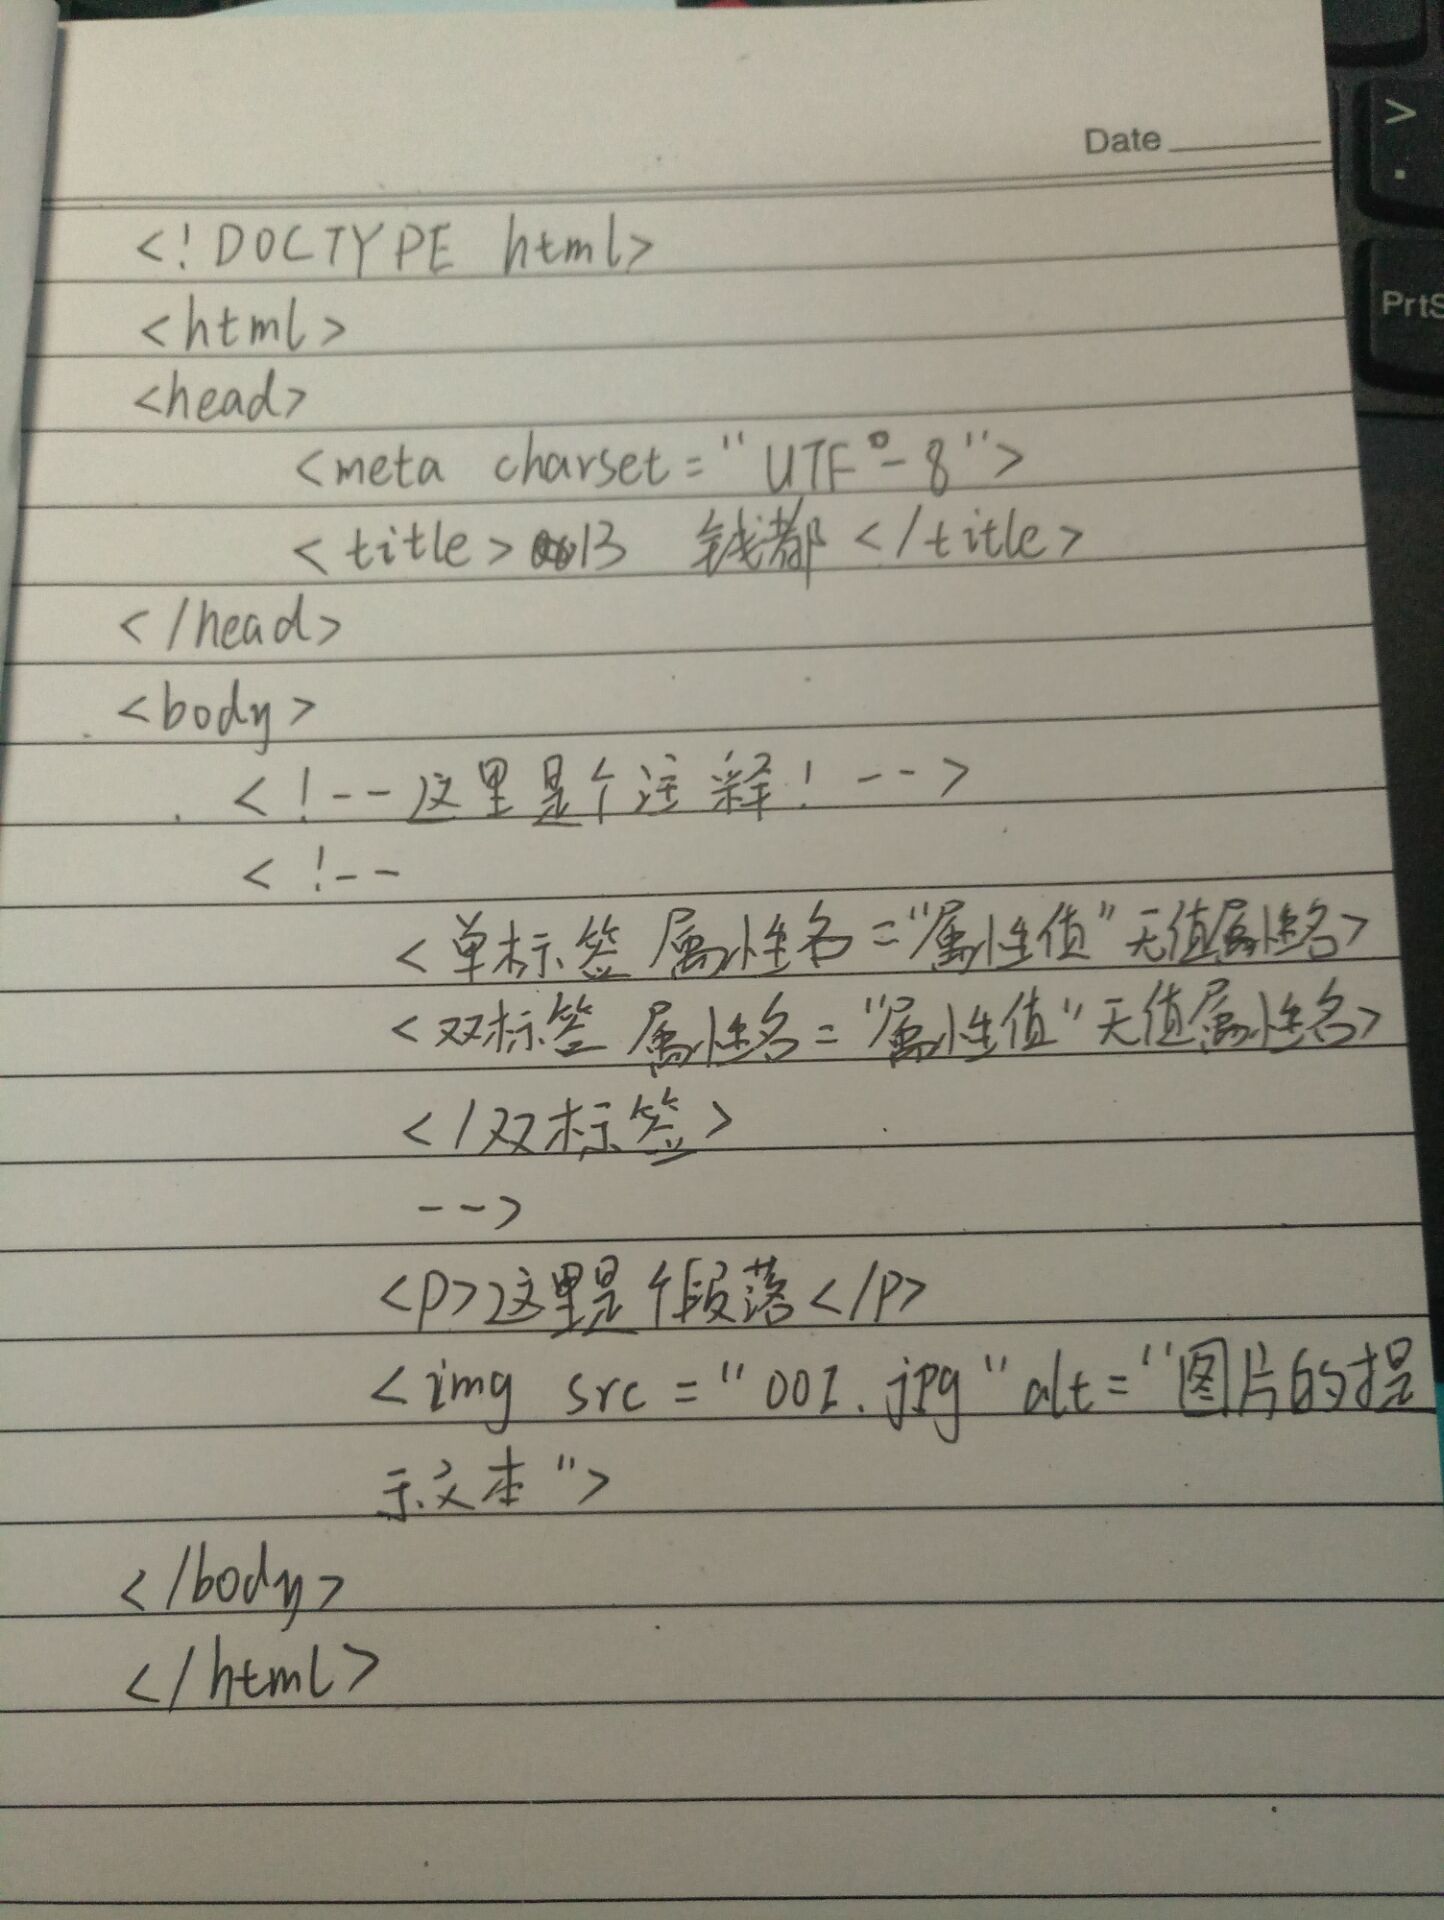 Date
<!DOCTYPE html>
<html>
<head>
<meta charset="UTF-8">
<title>13 钱都</title>
</head>
<body>
<!--这里是个注释!-->
<!--
<单标签 属性名="属性值"无值属性名>
<双标签 属性名="属性值"无值属性名>
</双标签>
-->
<p>这里是个段落</p>
<img src="001.jpg"alt="图片的提
示文本">
</body>
</html>
>
.
PrtS